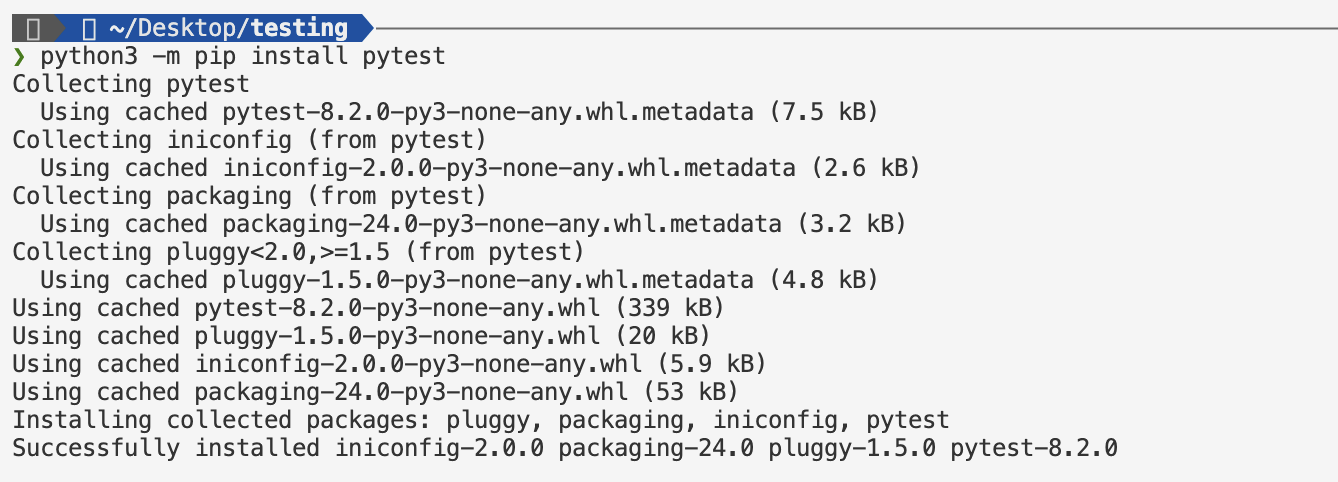 ~/Desktop/testing
❯ python3 -m pip install pytest
Collecting pytest
  Using cached pytest-8.2.0-py3-none-any.whl.metadata (7.5 kB)
Collecting iniconfig (from pytest)
  Using cached iniconfig-2.0.0-py3-none-any.whl.metadata (2.6 kB)
Collecting packaging (from pytest)
  Using cached packaging-24.0-py3-none-any.whl.metadata (3.2 kB)
Collecting pluggy<2.0,>=1.5 (from pytest)
  Using cached pluggy-1.5.0-py3-none-any.whl.metadata (4.8 kB)
Using cached pytest-8.2.0-py3-none-any.whl (339 kB)
Using cached pluggy-1.5.0-py3-none-any.whl (20 kB)
Using cached iniconfig-2.0.0-py3-none-any.whl (5.9 kB)
Using cached packaging-24.0-py3-none-any.whl (53 kB)
Installing collected packages: pluggy, packaging, iniconfig, pytest
Successfully installed iniconfig-2.0.0 packaging-24.0 pluggy-1.5.0 pytest-8.2.0